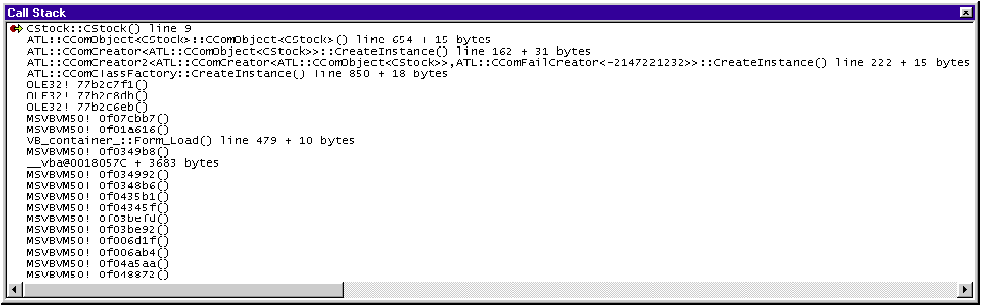 Call Stack
CStock::CStock() line 9
ATL::CComObject<CStock>::CComObject<CStock>() line 654 + 15 bytes
ATL::CComCreator<ATL::CComObject<CStock>>::CreateInstance() line 162 + 31 bytes
ATL::CComCreator2<ATL::CComCreator<ATL::CComObject<CStock>>,ATL::CComFailCreator<-2147221232>>::CreateInstance() line 222 + 15 bytes
ATL::CComClassFactory::CreateInstance() line 850 + 18 bytes
OLE32! 77b2c7f1()
OLE32! 77b2c8db()
OLE32! 77b2c6eb()
MSVBVM50! 0f07cbb7()
MSVBVM50! 0f01a616()
VB_container_::Form_Load() line 479 + 10 bytes
MSVBVM50! 0f0349b8()
__vba@0018057C + 3683 bytes
MSVBVM50! 0f034992()
MSVBVM50! 0f0348b6()
MSVBVM50! 0f0435b1()
MSVBVM50! 0f04345f()
MSVBVM50! 0f03befd()
MSVBVM50! 0f03be92()
MSVBVM50! 0f006d1f()
MSVBVM50! 0f006ab4()
MSVBVM50! 0f04a5aa()
MSVBVM50! 0f048872()